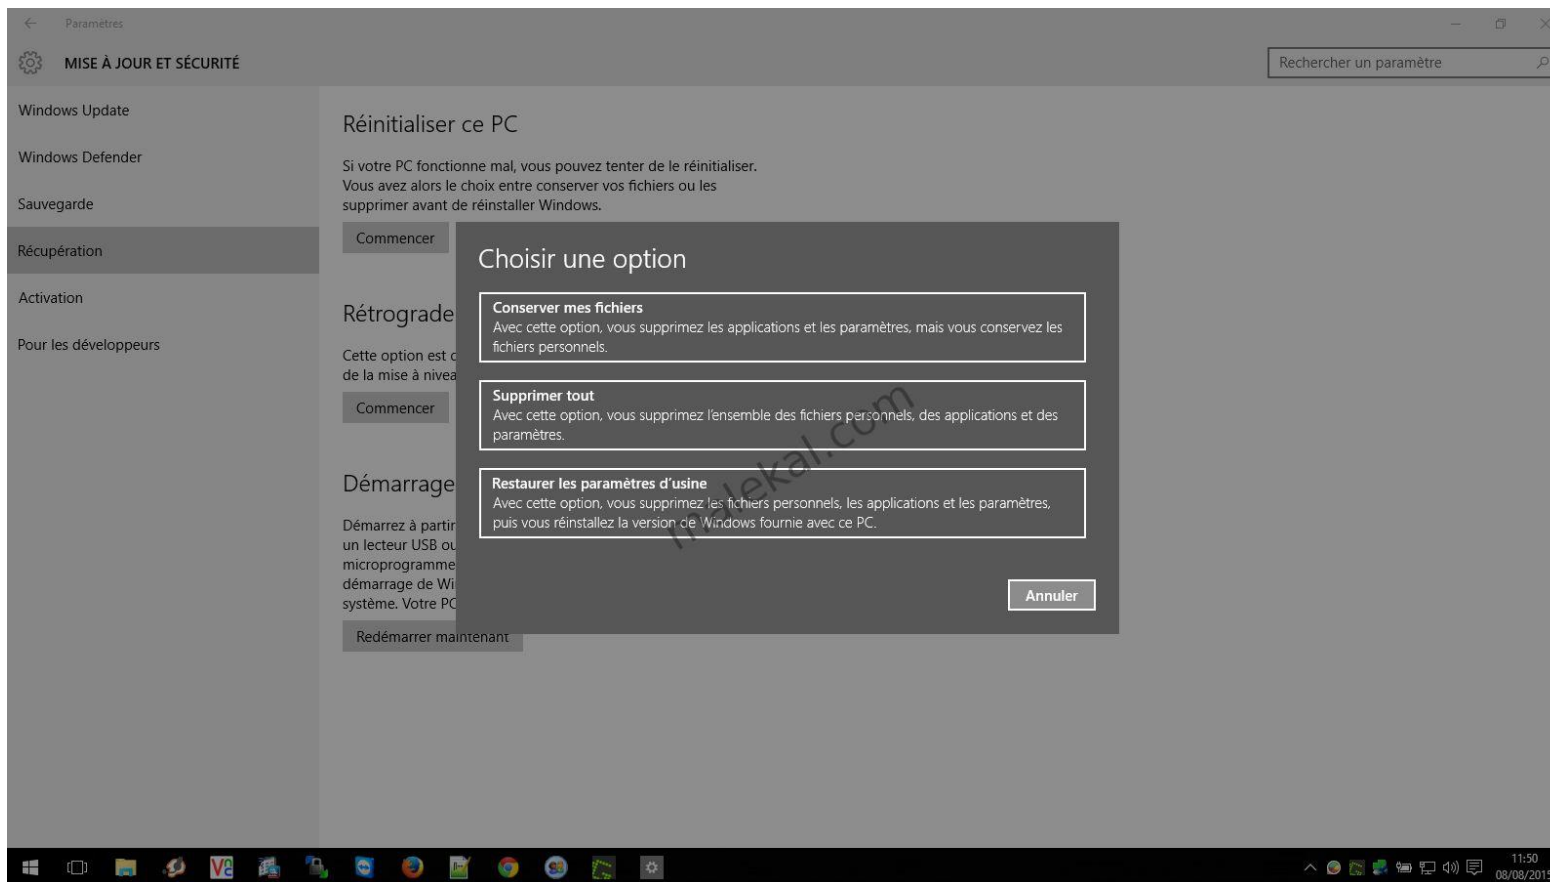 Paramètres
MISE À JOUR ET SÉCURITÉ
Rechercher un paramètre
Windows Update
Windows Defender
Sauvegarde
Récupération
Activation
Pour les développeurs
Réinitialiser ce PC
Si votre PC fonctionne mal, vous pouvez tenter de le réinitialiser.
Vous avez alors le choix entre conserver vos fichiers ou les
supprimer avant de réinstaller Windows.
Commencer
Rétrograde
Cette option est
de la mise à nivea
Commencer
Démarrage
Démarrez à partir
un lecteur USB ou
microprogramme
démarrage de Wi
système. Votre PC
Redémarrer maintenant
Choisir une option
Conserver mes fichiers
Avec cette option, vous supprimez les applications et les paramètres, mais vous conservez les
fichiers personnels.
Supprimer tout
Avec cette option, vous supprimez l'ensemble des fichiers personnels, des applications et des
paramètres.
Restaurer les paramètres d'usine
Avec cette option, vous supprimez les fichiers personnels, les applications et les paramètres,
puis vous réinstallez la version de Windows fournie avec ce PC.
Annuler
malekal.com
11:50
08/08/2015